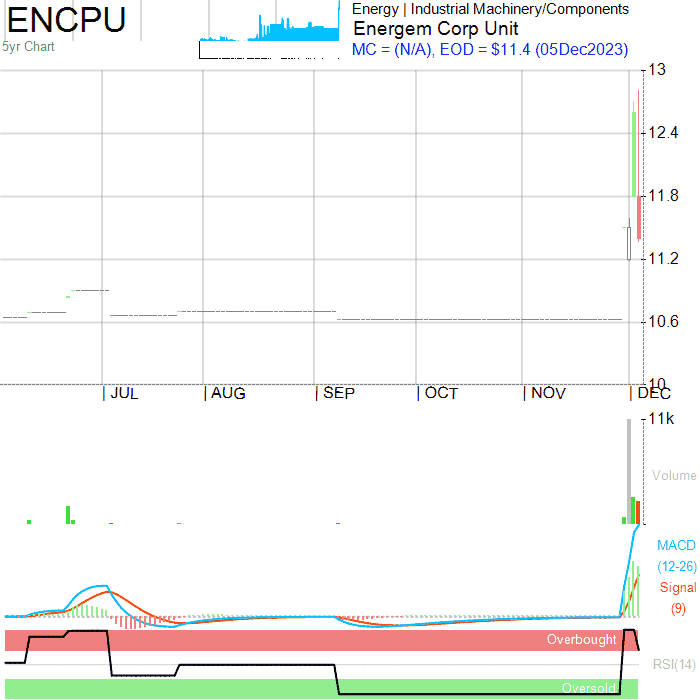 ENCPU
5yr Chart
Energy | Industrial Machinery/Components
Energem Corp Unit
MC = (N/A), EOD = $11.4 (05Dec2023)
13
12.4
11.8
11.2
10.6
10
JUL
AUG
SEP
OCT
NOV
DEC
11k
Volume
MACD
(12-26)
Signal
(9)
Overbought
RSI(14)
Oversold